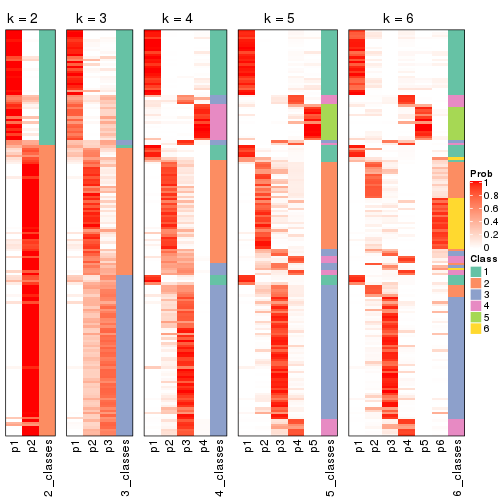 k = 2
k = 3
k = 4
k = 5
k = 6
Prob
1
0.8
0.6
0.4
0.2
0
Class
1
2
3
4
5
6
p1
p2
2_classes
p1
p2
p3
3_classes
p1
p2
p3
p4
4_classes
p1
p2
p3
p4
p5
5_classes
p1
p2
p3
p4
p5
p6
6_classes